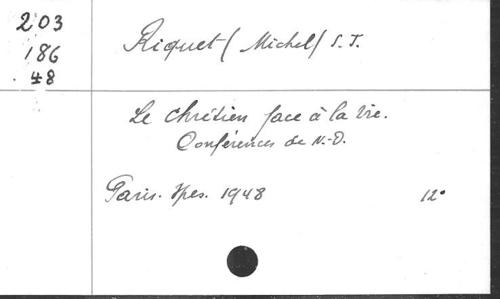 203
186
48
Riquet (Michel) S.J.
Le Chrétien face à la Vie.
Conférences de N.-D.
Paris. Spes. 1948 12°